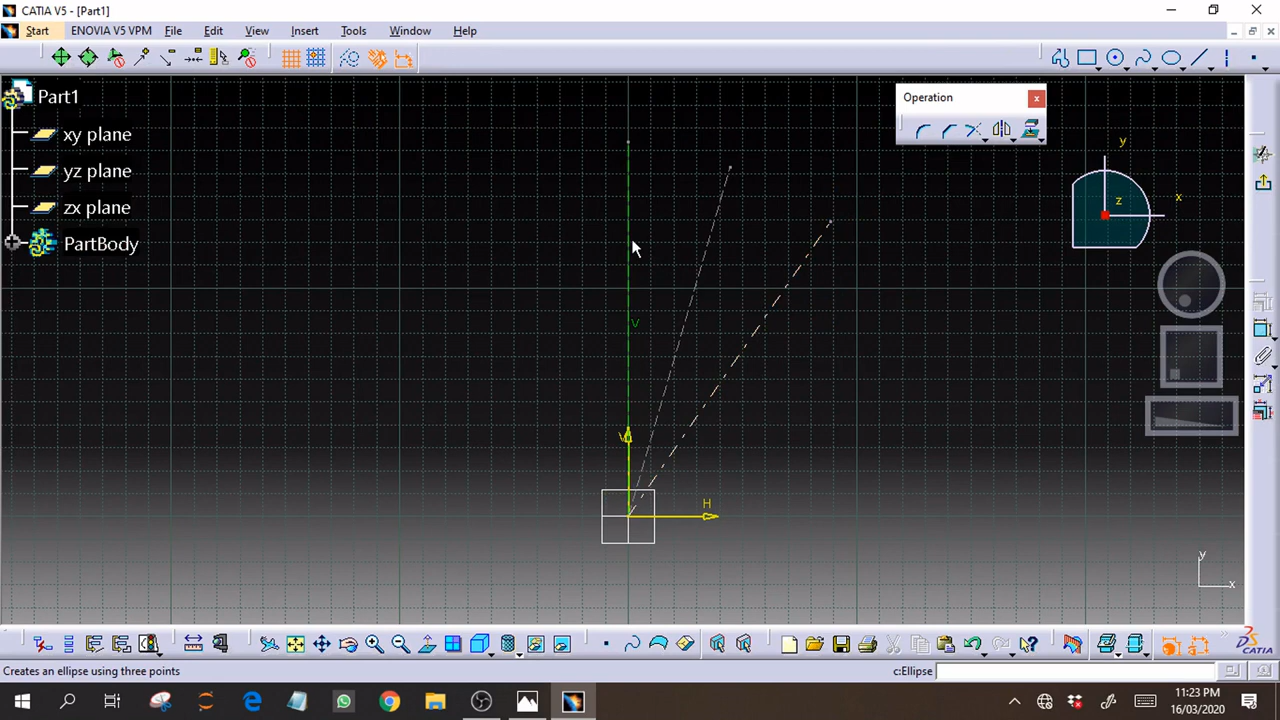 CATIA V5 - [Part1]
Start ENOVIA V5 VPM File Edit View Insert Tools Window Help
Part1
xy plane
yz plane
zx plane
PartBody
Operation
x
y
z
x
V
V
H
y
x
CATIA
Creates an ellipse using three points
c:Ellipse
11:23 PM
16/03/2020